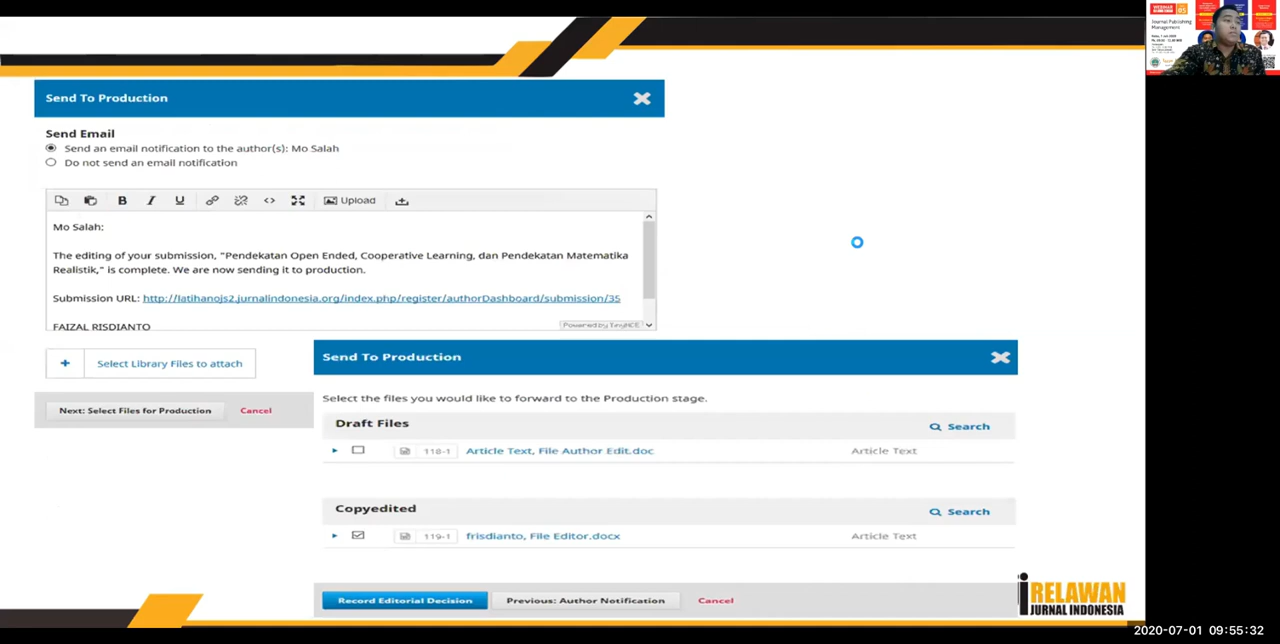 Send To Production
Send Email
Send an email notification to the author(s): Mo Salah
Do not send an email notification
Upload
Mo Salah:
The editing of your submission, "Pendekatan Open Ended, Cooperative Learning, dan Pendekatan Matematika
Realistik," is complete. We are now sending it to production.
Submission URL: http://latihanojs2.jurnalindonesia.org/index.php/register/authorDashboard/submission/35
FAIZAL RISDIANTO
Powered by TinyMCE
Select Library Files to attach
Next: Select Files for Production Cancel
Send To Production
Select the files you would like to forward to the Production stage.
Draft Files Search
118-1 Article Text, File Author Edit.doc Article Text
Copyedited Search
119-1 frisdianto, File Editor.docx Article Text
Record Editorial Decision Previous: Author Notification Cancel
RELAWAN
JURNAL INDONESIA
Journal Publishing
Management
2020-07-01 09:55:32